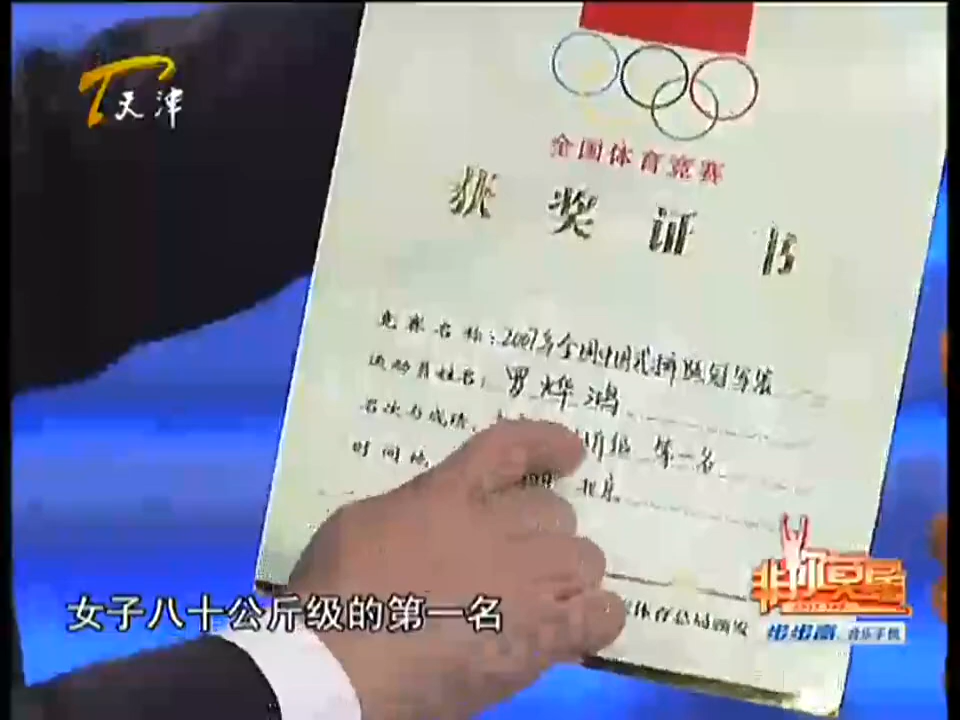 天津
全国体育竞赛
获奖证书
竞赛名称：2007年全国中国式摔跤冠军赛
运动员姓名：罗烨鸿
名次与成绩， 第一名
时间地 北京
体育总局颁发
女子八十公斤级的第一名
非你莫属
步步高 音乐手机